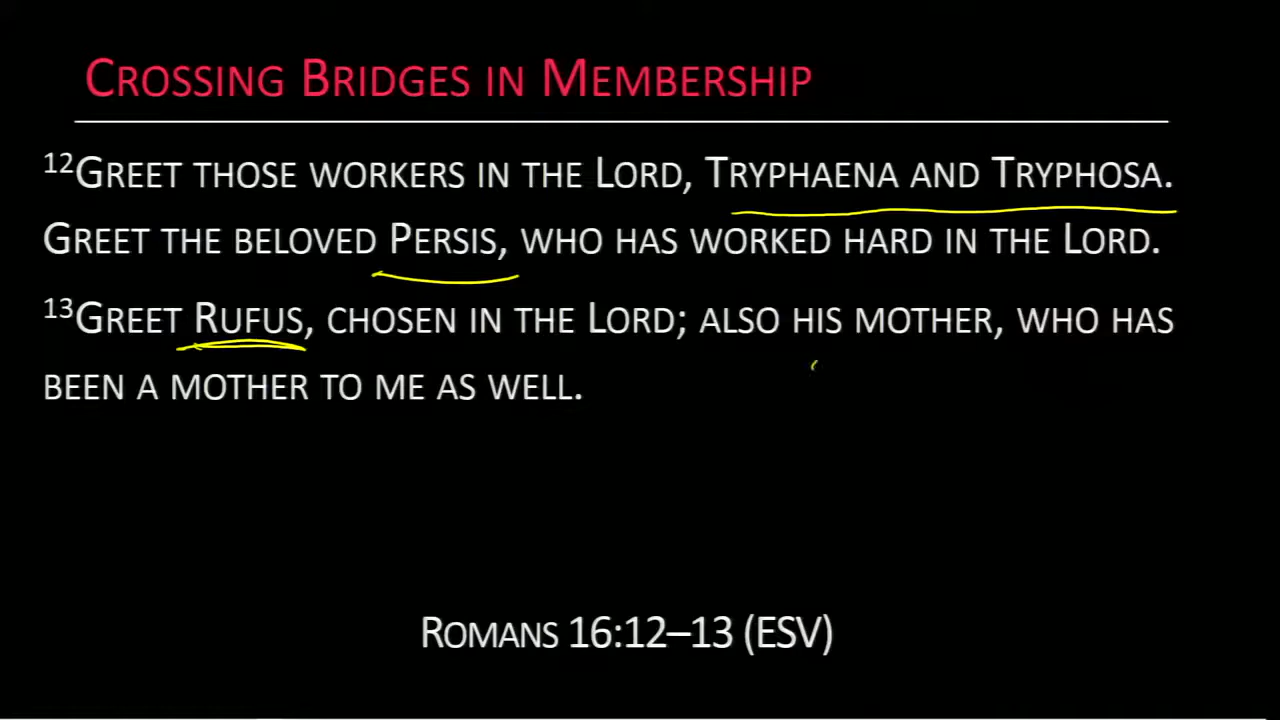 Crossing Bridges in Membership
12Greet those workers in the Lord, Tryphaena and Tryphosa.
Greet the beloved Persis, who has worked hard in the Lord.
13Greet Rufus, chosen in the Lord; also his mother, who has
been a mother to me as well.
Romans 16:12–13 (ESV)